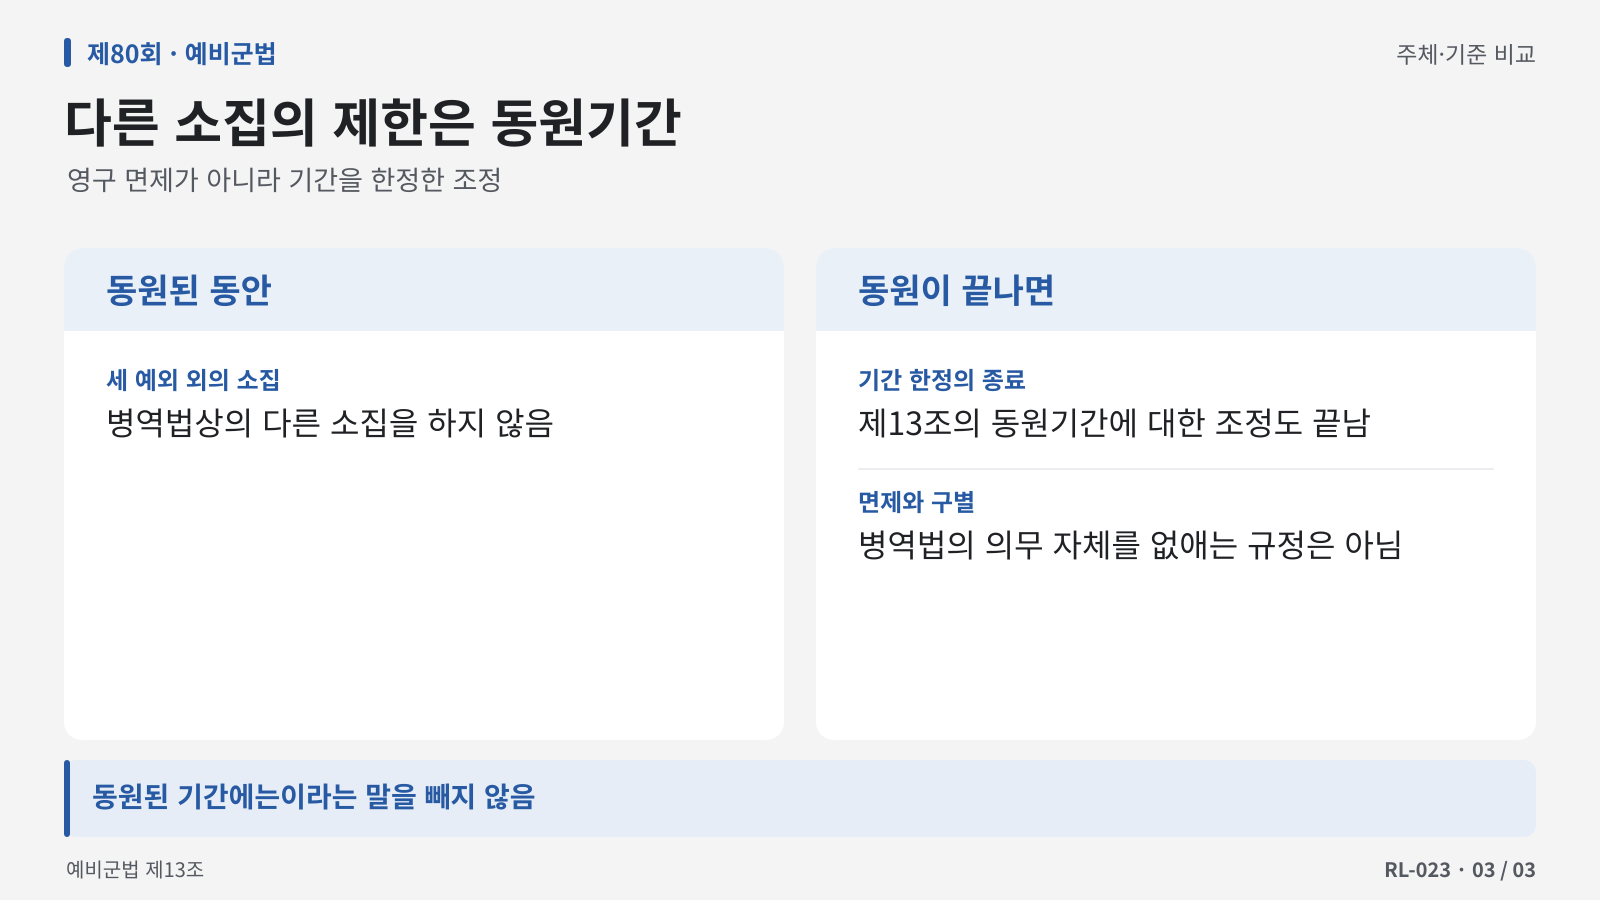 제80회 · 예비군법
주체·기준 비교
다른 소집의 제한은 동원기간
영구 면제가 아니라 기간을 한정한 조정
동원된 동안
세 예외 외의 소집
병역법상의 다른 소집을 하지 않음
동원이 끝나면
기간 한정의 종료
제13조의 동원기간에 대한 조정도 끝남
면제와 구별
병역법의 의무 자체를 없애는 규정은 아님
동원된 기간에는이라는 말을 빼지 않음
예비군법 제13조
RL-023 · 03 / 03